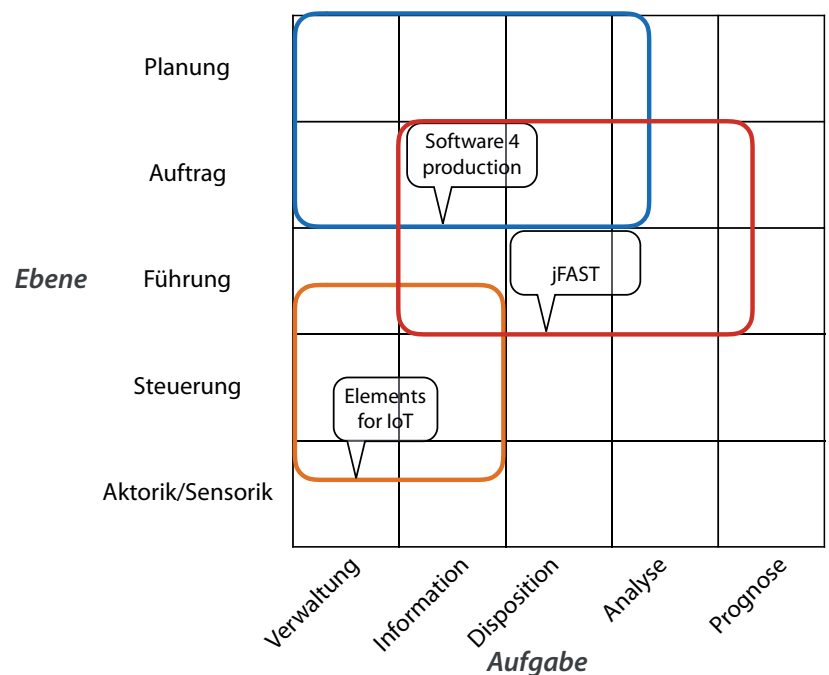 Planung
Software 4
production
Auftrag
Ebene
Führung
jFAST
Steuerung
Elements
for IoT
Aktorik/Sensorik
Verwaltung
Information
Disposition
Analyse
Prognose
Aufgabe